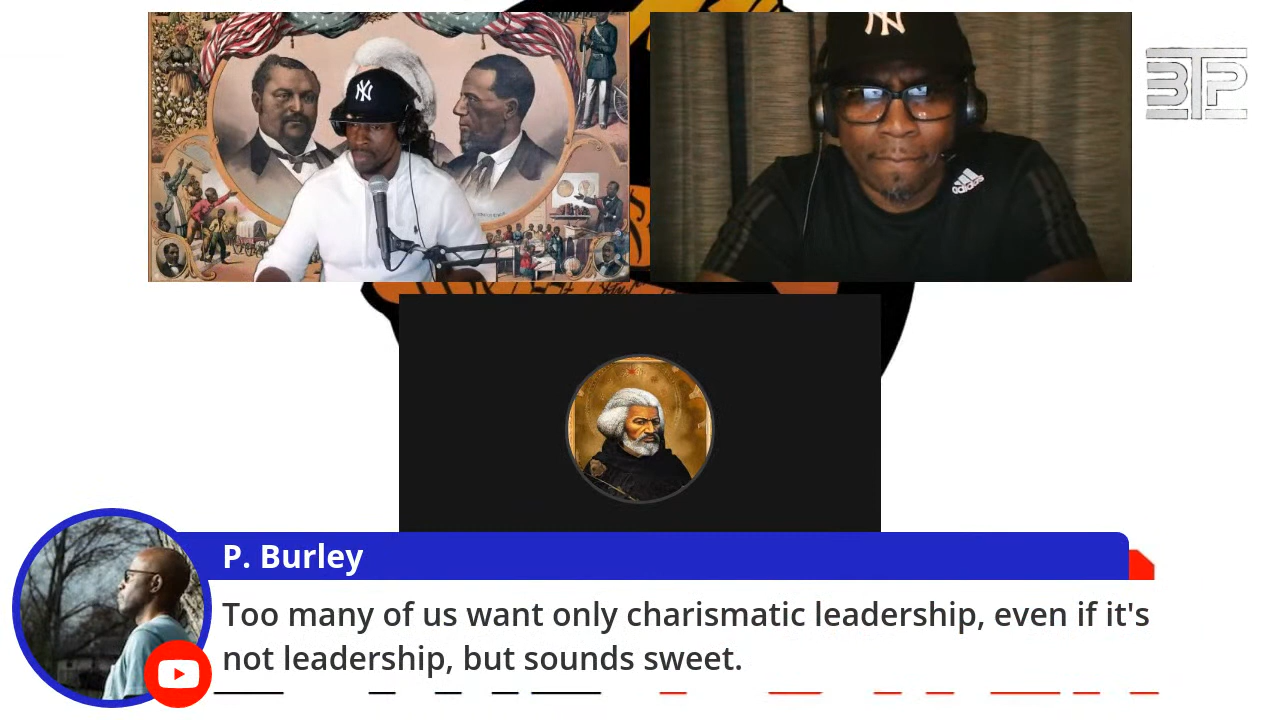 NY
NY
adidas
BTP
P. Burley
Too many of us want only charismatic leadership, even if it's
not leadership, but sounds sweet.